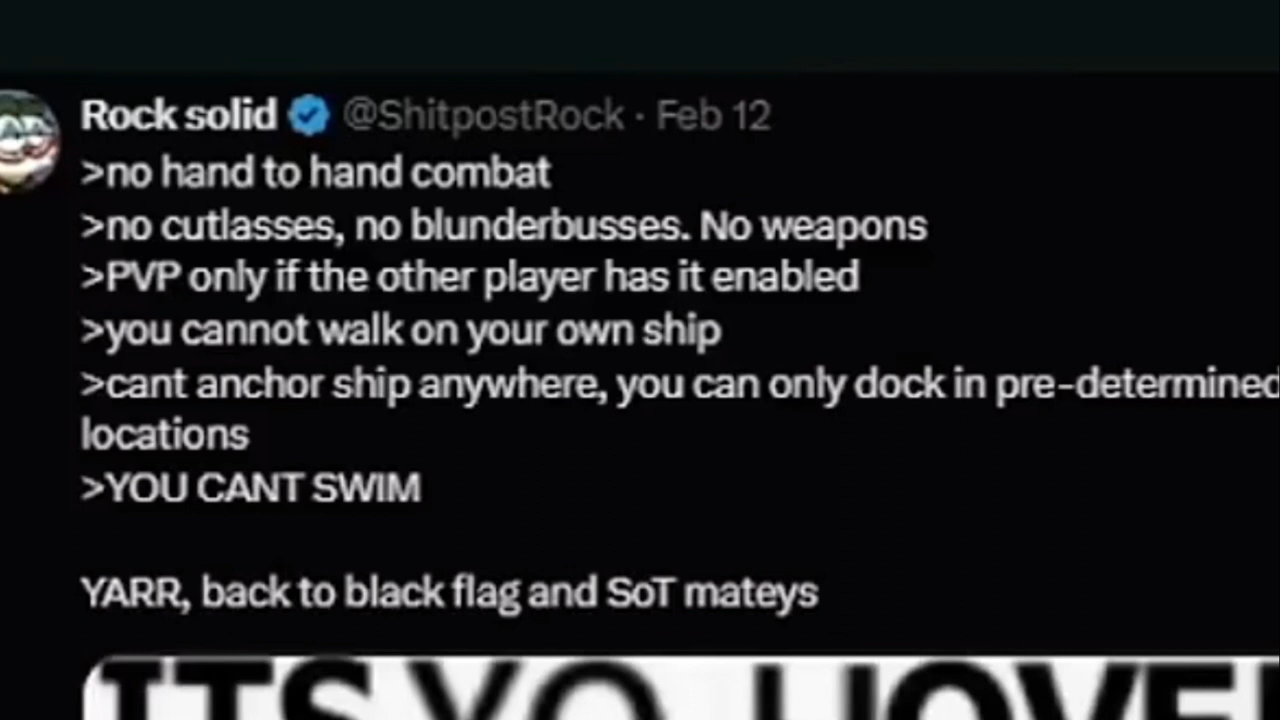 Rock solid @ShitpostRock · Feb 12
>no hand to hand combat
>no cutlasses, no blunderbusses. No weapons
>PVP only if the other player has it enabled
>you cannot walk on your own ship
>cant anchor ship anywhere, you can only dock in pre-determined
locations
>YOU CANT SWIM
YARR, back to black flag and SoT mateys